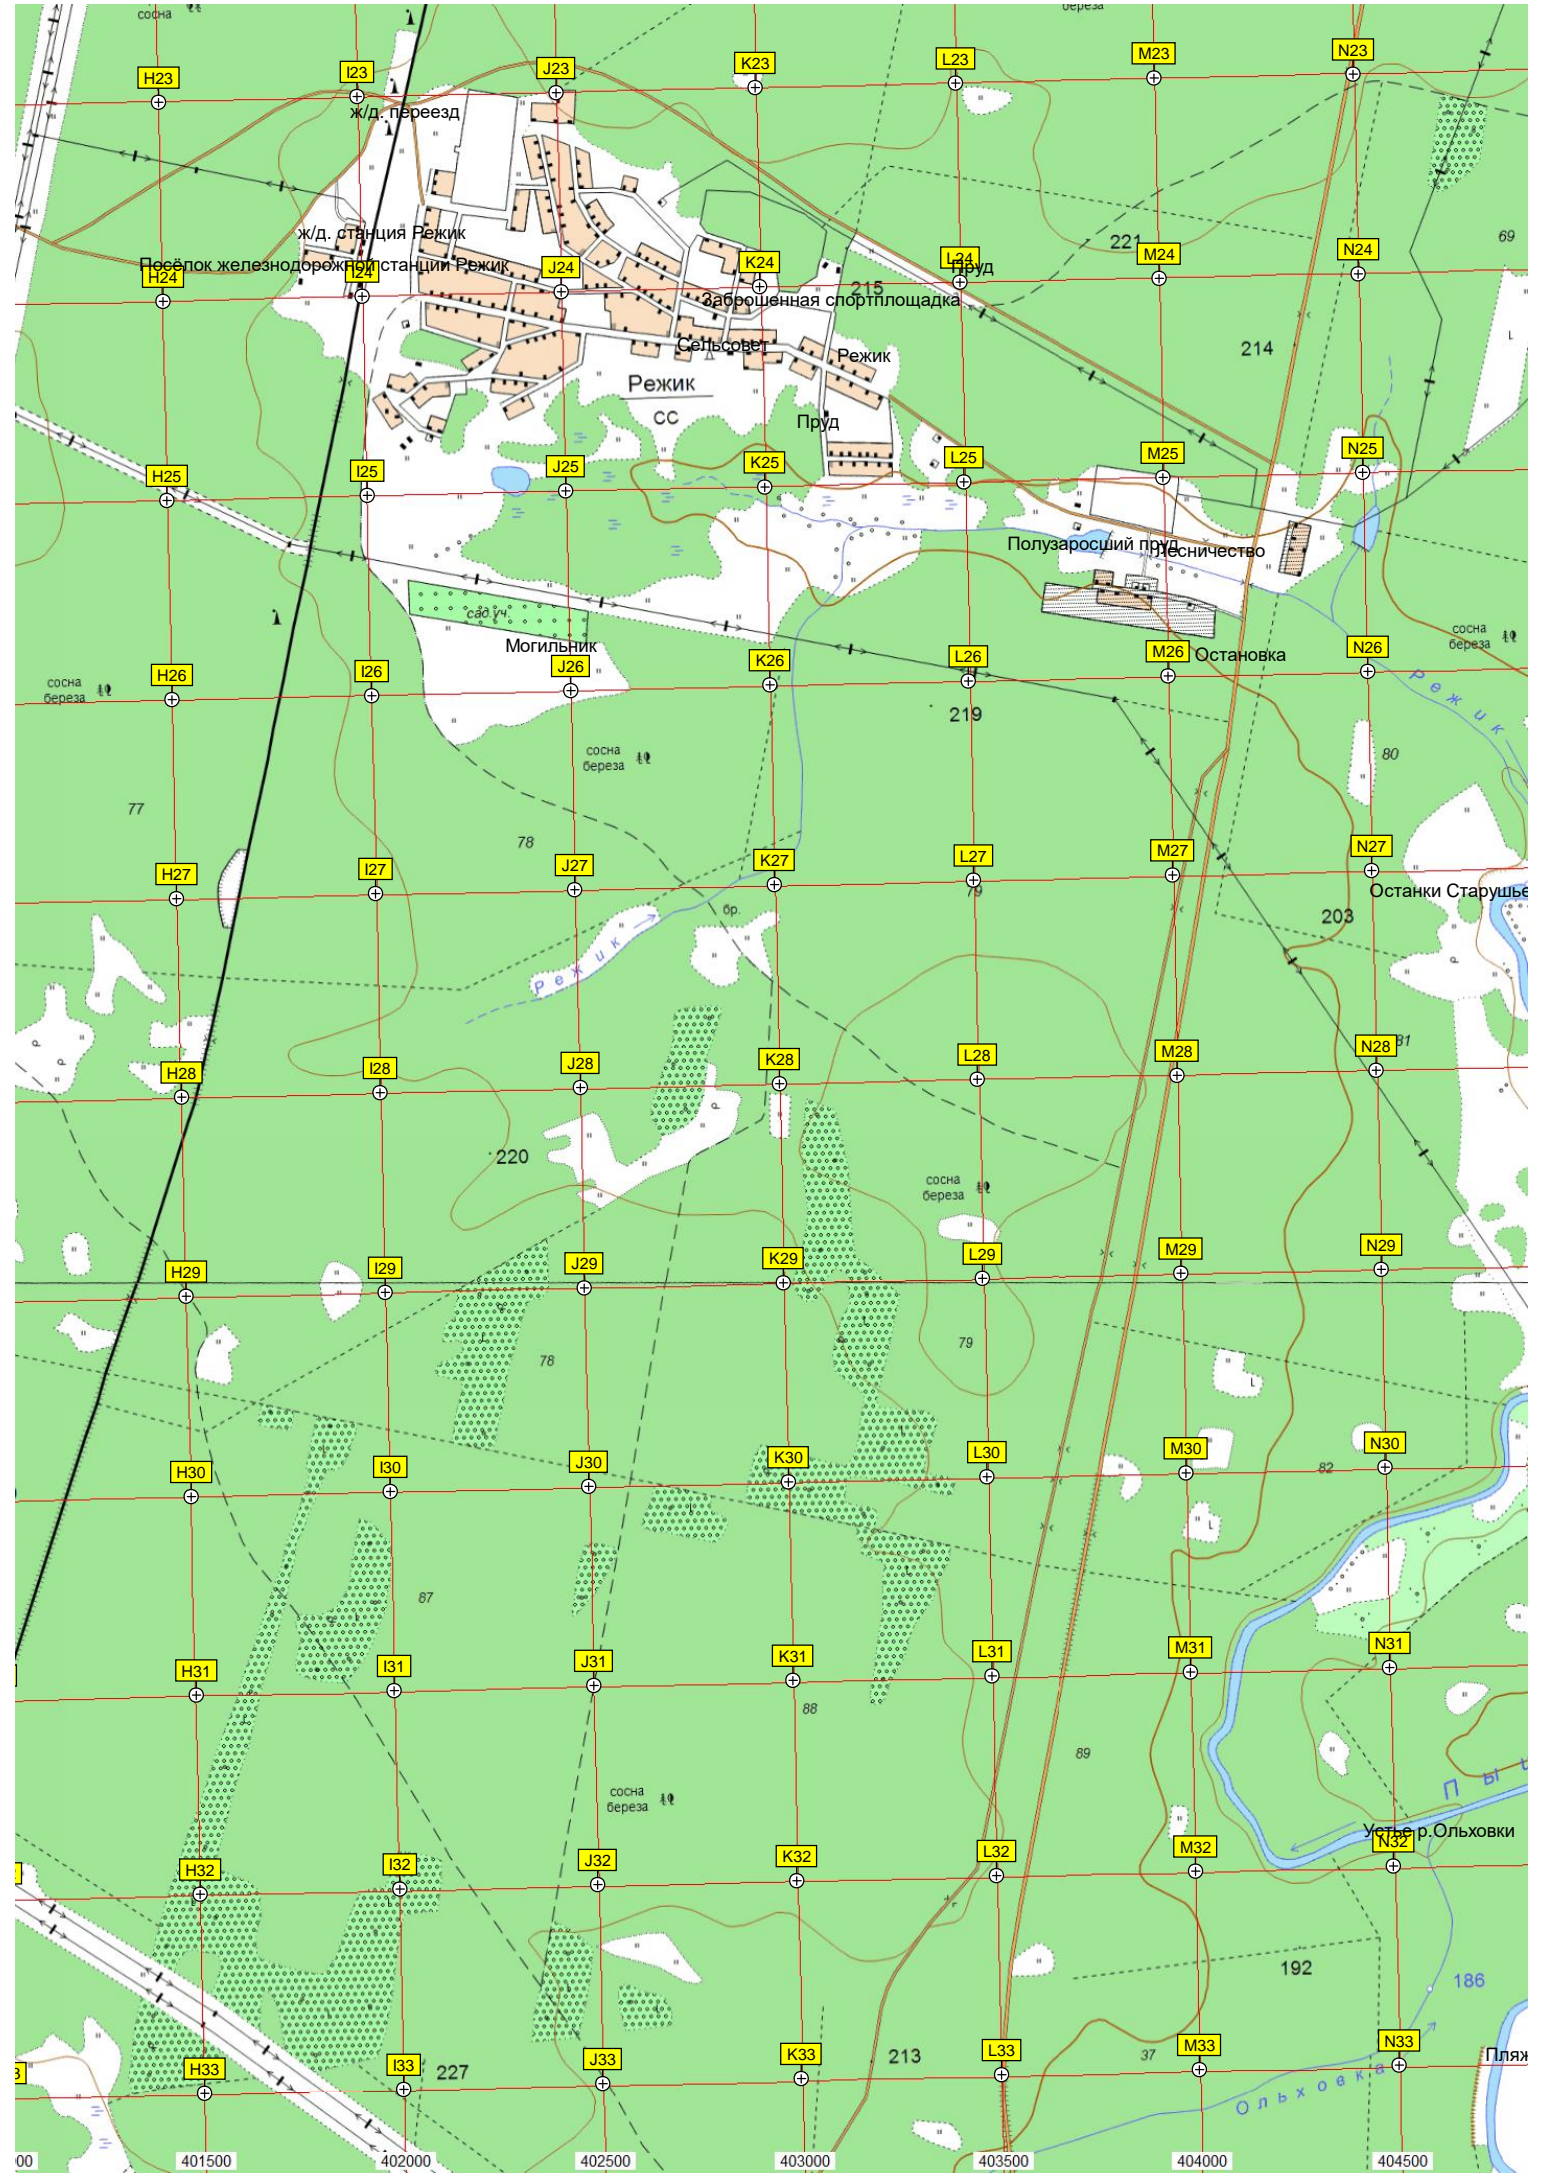 сосна
береза
H23
I23
J23
K23
L23
M23
N23
ж/д. переезд
ж/д. станция Режик
Посёлок железнодорожной станции Режик
221
69
H24
I24
J24
K24
L24
Пруд
M24
N24
215
Заброшенная спортплощадка
Сельсовет
Режик
214
L
Режик
СС
Пруд
H25
I25
J25
K25
L25
M25
N25
Полузаросший пруд
Лесничество
сад.уч.
Могильник
Остановка
сосна
береза
H26
I26
J26
K26
L26
M26
N26
сосна
береза
219
Режик
сосна
береза
80
77
78
H27
I27
J27
K27
L27
M27
N27
79
бр.
203
Останки Старушье
Режик
H28
I28
J28
K28
L28
M28
N28
81
220
сосна
береза
H29
I29
J29
K29
L29
M29
N29
78
79
L
H30
I30
J30
K30
L30
M30
N30
82
L
87
H31
I31
J31
K31
L31
M31
N31
88
89
сосна
береза
Пы
Устье р.Ольховки
H32
I32
J32
K32
L32
M32
N32
192
186
H33
I33
J33
K33
L33
M33
N33
227
213
37
Ольховка
Пляж
00
401500
402000
402500
403000
403500
404000
404500